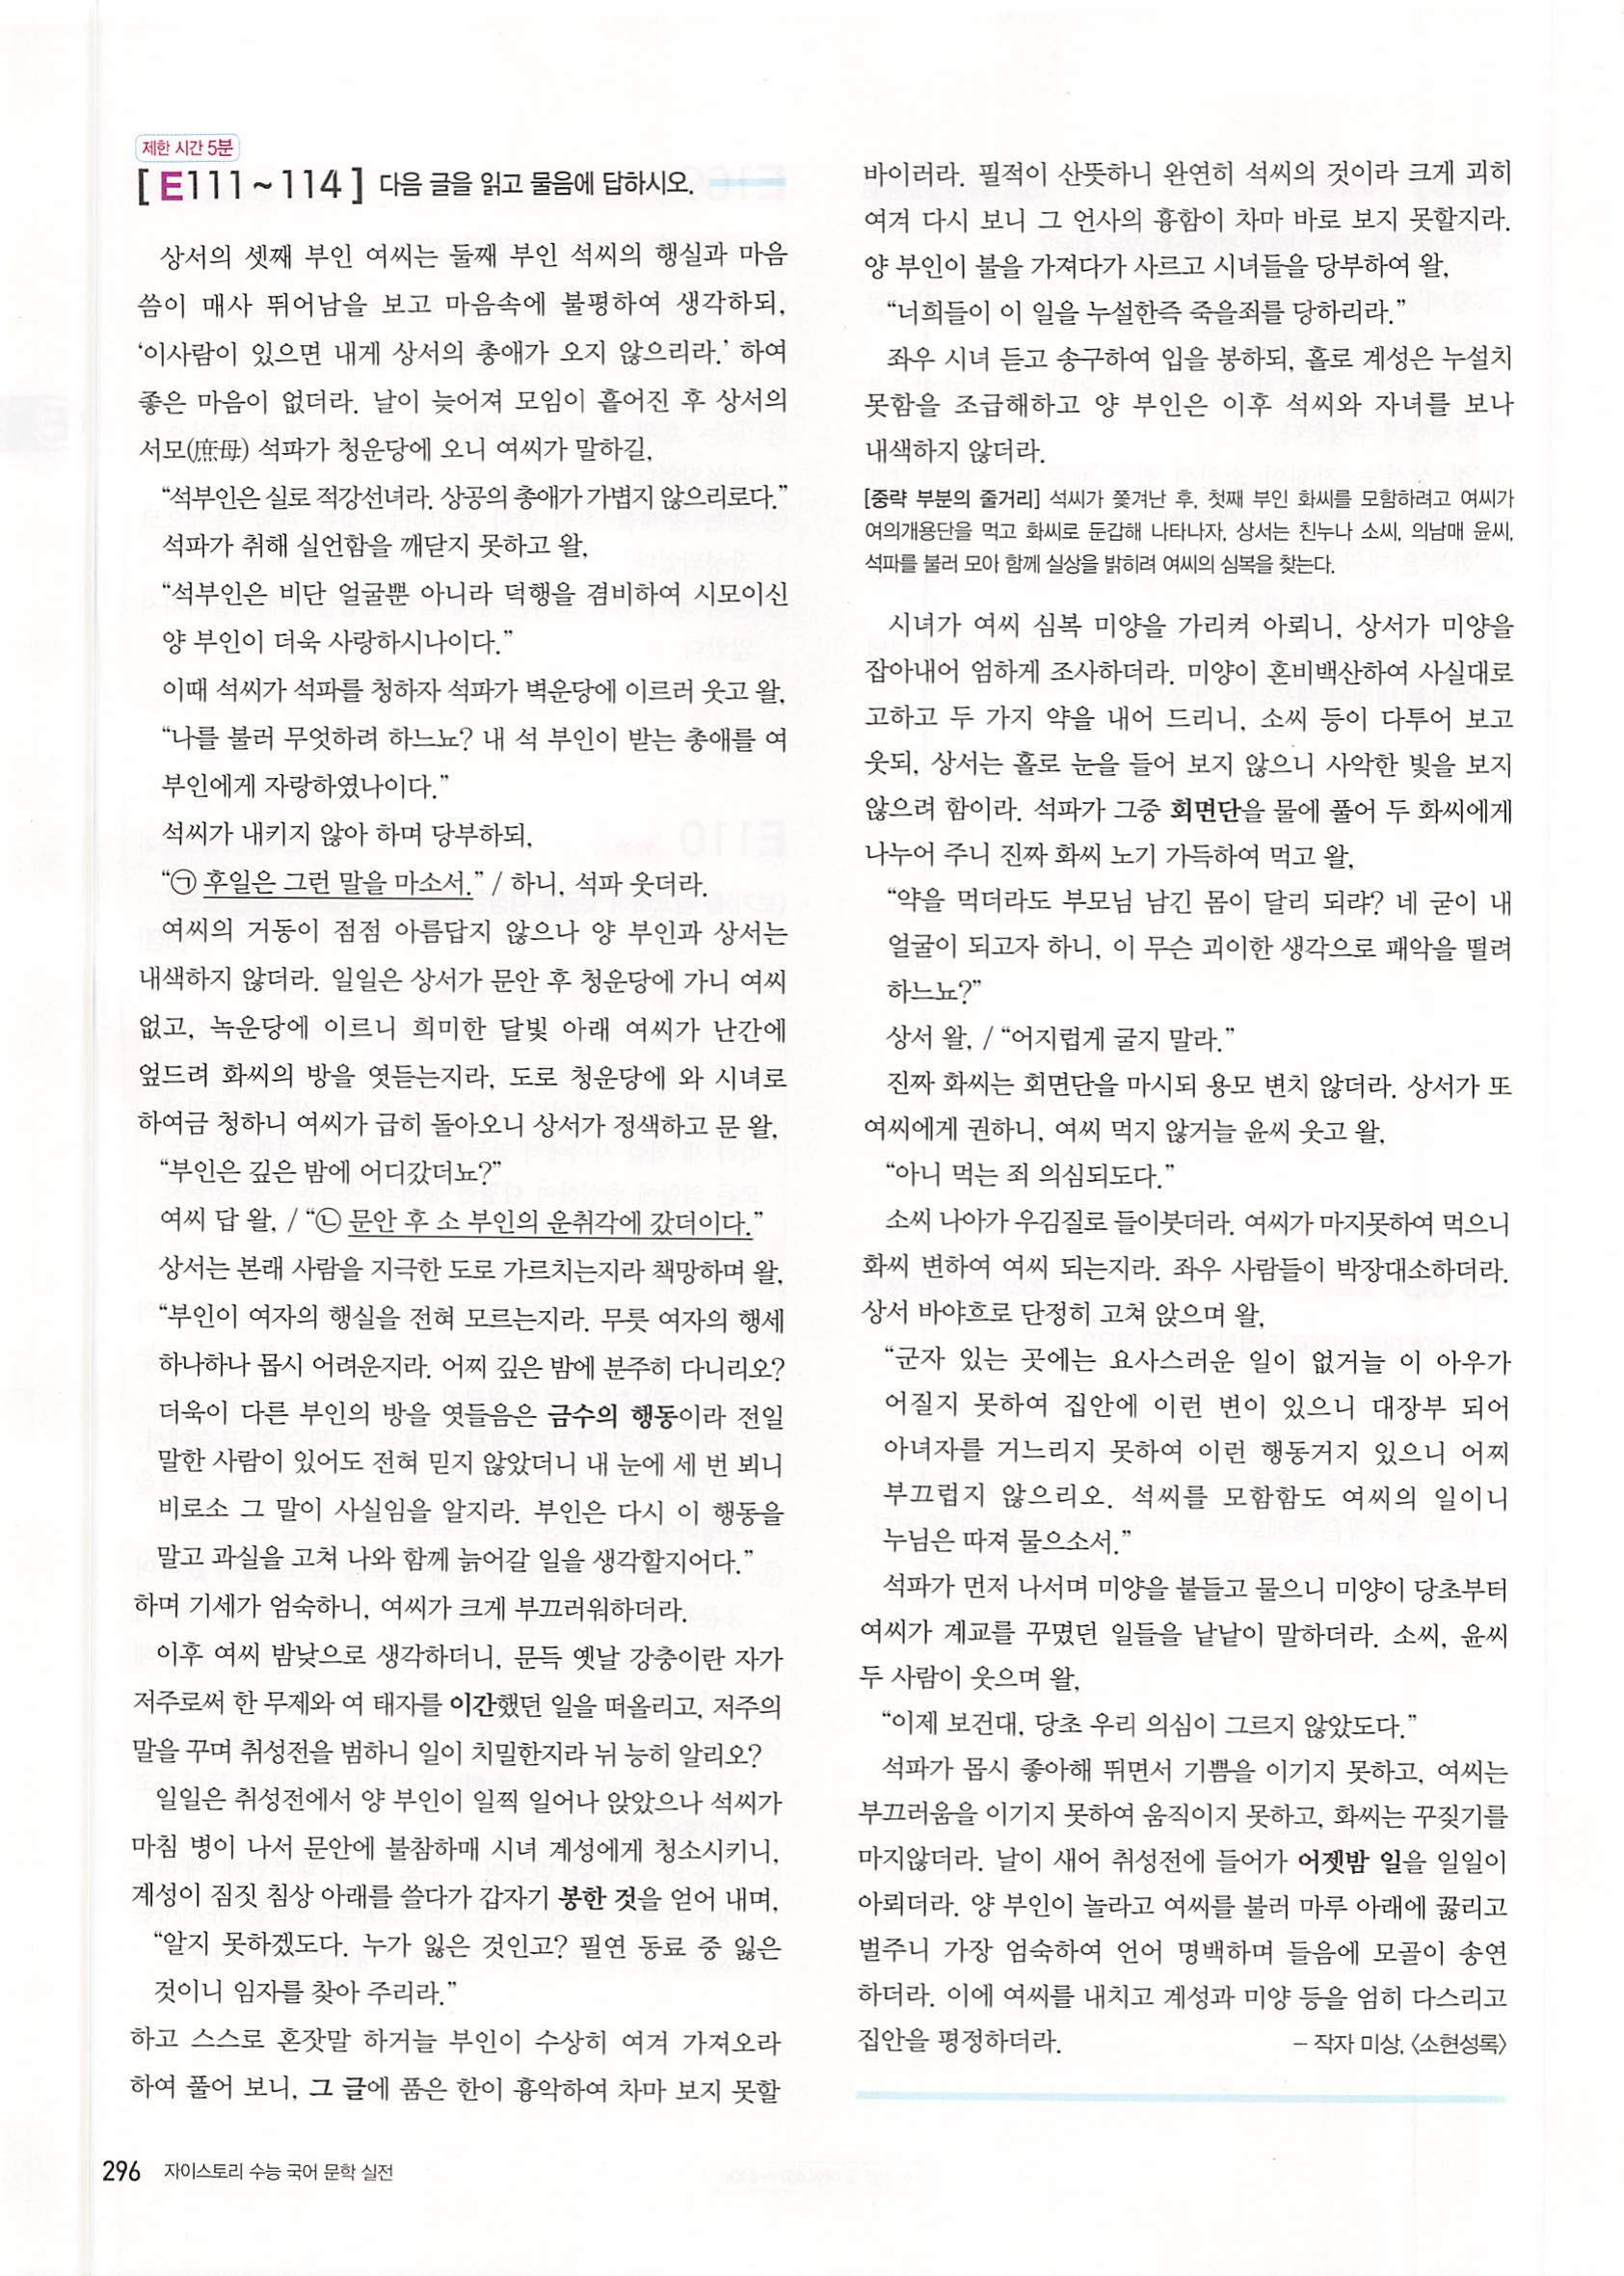 제한 시간 5분
[E111~114] 다음 글을 읽고 물음에 답하시오.
상서의 셋째 부인 여씨는 둘째 부인 석씨의 행실과 마음
씀이 매사 뛰어남을 보고 마음속에 불평하여 생각하되,
‘이사람이 있으면 내게 상서의 총애가 오지 않으리라.’ 하여
좋은 마음이 없더라. 날이 늦어져 모임이 흩어진 후 상서의
서모(庶母) 석파가 청운당에 오니 여씨가 말하길,
“석부인은 실로 적강선녀라. 상공의 총애가 가볍지 않으리로다.”
석파가 취해 실언함을 깨닫지 못하고 왈,
“석부인은 비단 얼굴뿐 아니라 덕행을 겸비하여 시모이신
양 부인이 더욱 사랑하시나이다.”
이때 석씨가 석파를 청하자 석파가 벽운당에 이르러 웃고 왈,
“나를 불러 무엇하려 하느뇨? 내 석 부인이 받는 총애를 여
부인에게 자랑하였나이다.”
석씨가 내키지 않아 하며 당부하되,
“㉠ 후일은 그런 말을 마소서.” / 하니, 석파 웃더라.
여씨의 거동이 점점 아름답지 않으나 양 부인과 상서는
내색하지 않더라. 일일은 상서가 문안 후 청운당에 가니 여씨
없고, 녹운당에 이르니 희미한 달빛 아래 여씨가 난간에
엎드려 화씨의 방을 엿듣는지라, 도로 청운당에 와 시녀로
하여금 청하니 여씨가 급히 돌아오니 상서가 정색하고 문 왈,
“부인은 깊은 밤에 어디갔더뇨?”
여씨 답 왈, / “㉡ 문안 후 소 부인의 운취각에 갔더이다.”
상서는 본래 사람을 지극한 도로 가르치는지라 책망하며 왈,
“부인이 여자의 행실을 전혀 모르는지라. 무릇 여자의 행세
하나하나 몹시 어려운지라. 어찌 깊은 밤에 분주히 다니리오?
더욱이 다른 부인의 방을 엿들음은 금수의 행동이라 전일
말한 사람이 있어도 전혀 믿지 않았더니 내 눈에 세 번 뵈니
비로소 그 말이 사실임을 알지라. 부인은 다시 이 행동을
말고 과실을 고쳐 나와 함께 늙어갈 일을 생각할지어다.”
하며 기세가 엄숙하니, 여씨가 크게 부끄러워하더라.
이후 여씨 밤낮으로 생각하더니, 문득 옛날 강충이란 자가
저주로써 한 무제와 여 태자를 이간했던 일을 떠올리고, 저주의
말을 꾸며 취성전을 범하니 일이 치밀한지라 뉘 능히 알리오?
일일은 취성전에서 양 부인이 일찍 일어나 앉았으나 석씨가
마침 병이 나서 문안에 불참하매 시녀 계성에게 청소시키니,
계성이 짐짓 침상 아래를 쓸다가 갑자기 봉한 것을 얻어 내며,
“알지 못하겠도다. 누가 잃은 것인고? 필연 동료 중 잃은
것이니 임자를 찾아 주리라.”
하고 스스로 혼잣말 하거늘 부인이 수상히 여겨 가져오라
하여 풀어 보니, 그 글에 품은 한이 흉악하여 차마 보지 못할
바이러라. 필적이 산뜻하니 완연히 석씨의 것이라 크게 괴히
여겨 다시 보니 그 언사의 흉함이 차마 바로 보지 못할지라.
양 부인이 불을 가져다가 사르고 시녀들을 당부하여 왈,
“너희들이 이 일을 누설한즉 죽을죄를 당하리라.”
좌우 시녀 듣고 송구하여 입을 봉하되, 홀로 계성은 누설치
못함을 조급해하고 양 부인은 이후 석씨와 자녀를 보나
내색하지 않더라.
[중략 부분의 줄거리] 석씨가 쫓겨난 후, 첫째 부인 화씨를 모함하려고 여씨가
여의개용단을 먹고 화씨로 둔갑해 나타나자, 상서는 친누나 소씨, 의남매 윤씨,
석파를 불러 모아 함께 실상을 밝히려 여씨의 심복을 찾는다.
시녀가 여씨 심복 미양을 가리켜 아뢰니, 상서가 미양을
잡아내어 엄하게 조사하더라. 미양이 혼비백산하여 사실대로
고하고 두 가지 약을 내어 드리니, 소씨 등이 다투어 보고
웃되, 상서는 홀로 눈을 들어 보지 않으니 사악한 빛을 보지
않으려 함이라. 석파가 그중 회면단을 물에 풀어 두 화씨에게
나누어 주니 진짜 화씨 노기 가득하여 먹고 왈,
“약을 먹더라도 부모님 남긴 몸이 달리 되랴? 네 굳이 내
얼굴이 되고자 하니, 이 무슨 괴이한 생각으로 패악을 떨려
하느뇨?”
상서 왈, / “어지럽게 굴지 말라.”
진짜 화씨는 회면단을 마시되 용모 변치 않더라. 상서가 또
여씨에게 권하니, 여씨 먹지 않거늘 윤씨 웃고 왈,
“아니 먹는 죄 의심되도다.”
소씨 나아가 우김질로 들이붓더라. 여씨가 마지못하여 먹으니
화씨 변하여 여씨 되는지라. 좌우 사람들이 박장대소하더라.
상서 바야흐로 단정히 고쳐 앉으며 왈,
“군자 있는 곳에는 요사스러운 일이 없거늘 이 아우가
어질지 못하여 집안에 이런 변이 있으니 대장부 되어
아녀자를 거느리지 못하여 이런 행동거지 있으니 어찌
부끄럽지 않으리오. 석씨를 모함함도 여씨의 일이니
누님은 따져 물으소서.”
석파가 먼저 나서며 미양을 붙들고 물으니 미양이 당초부터
여씨가 계교를 꾸몄던 일들을 낱낱이 말하더라. 소씨, 윤씨
두 사람이 웃으며 왈,
“이제 보건대, 당초 우리 의심이 그르지 않았도다.”
석파가 몹시 좋아해 뛰면서 기쁨을 이기지 못하고, 여씨는
부끄러움을 이기지 못하여 움직이지 못하고, 화씨는 꾸짖기를
마지않더라. 날이 새어 취성전에 들어가 어젯밤 일을 일일이
아뢰더라. 양 부인이 놀라고 여씨를 불러 마루 아래에 꿇리고
벌주니 가장 엄숙하여 언어 명백하며 들음에 모골이 송연
하더라. 이에 여씨를 내치고 계성과 미양 등을 엄히 다스리고
집안을 평정하더라. – 작자 미상, 〈소현성록〉
296 자이스토리 수능 국어 문학 실전